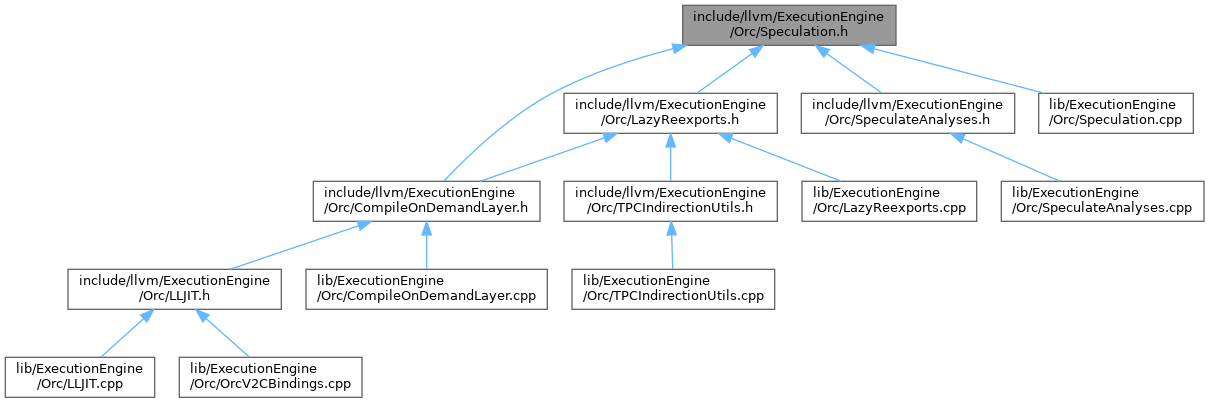 include/llvm/ExecutionEngine
/Orc/Speculation.h
include/llvm/ExecutionEngine
/Orc/LazyReexports.h
include/llvm/ExecutionEngine
/Orc/SpeculateAnalyses.h
lib/ExecutionEngine
/Orc/Speculation.cpp
include/llvm/ExecutionEngine
/Orc/CompileOnDemandLayer.h
include/llvm/ExecutionEngine
/Orc/TPCIndirectionUtils.h
lib/ExecutionEngine
/Orc/LazyReexports.cpp
lib/ExecutionEngine
/Orc/SpeculateAnalyses.cpp
include/llvm/ExecutionEngine
/Orc/LLJIT.h
lib/ExecutionEngine
/Orc/CompileOnDemandLayer.cpp
lib/ExecutionEngine
/Orc/TPCIndirectionUtils.cpp
lib/ExecutionEngine
/Orc/LLJIT.cpp
lib/ExecutionEngine
/Orc/OrcV2CBindings.cpp